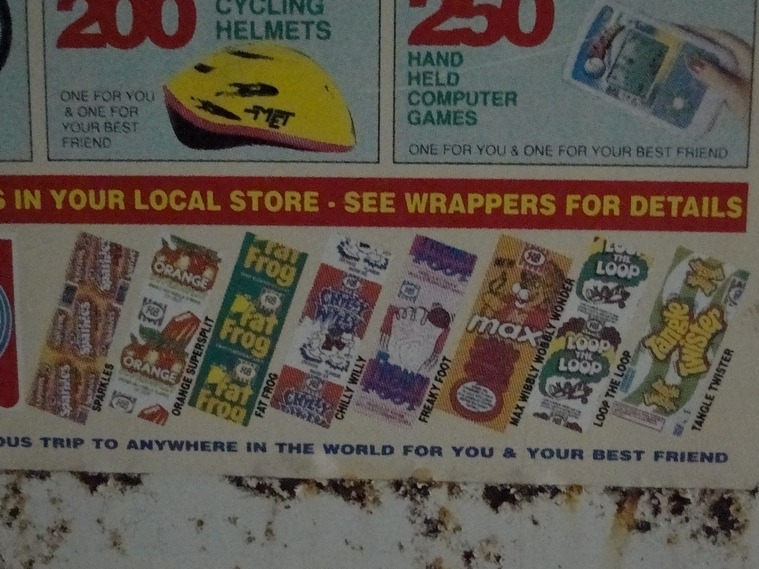 200 CYCLING
HELMETS
ONE FOR YOU
& ONE FOR
YOUR BEST
FRIEND
MET
250
HAND
HELD
COMPUTER
GAMES
ONE FOR YOU & ONE FOR YOUR BEST FRIEND
S IN YOUR LOCAL STORE - SEE WRAPPERS FOR DETAILS
Sparkles
SPARKLES
ORANGE
ORANGE
ORANGE SUPERSPLIT
Fat
Frog
Fat
Frog
Fat
Frog
FAT FROG
CHILLY
WILLY
CHILLY
CHILLY WILLY
FREAKY FOOT
max
MAX WIBBLY WOBBLY WONDER
LOOP
THE
LOOP
LOOP
THE
LOOP
LOOP THE LOOP
Tangle
Twister
TANGLE TWISTER
OUS TRIP TO ANYWHERE IN THE WORLD FOR YOU & YOUR BEST FRIEND